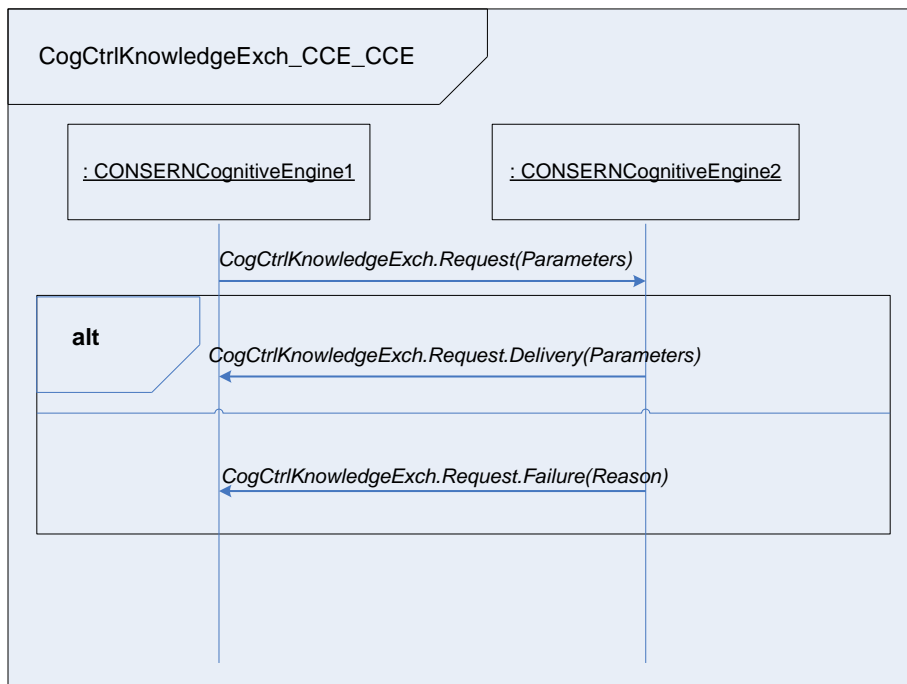 CogCtrlKnowledgeExch_CCE_CCE
: CONSERNCognitiveEngine1
: CONSERNCognitiveEngine2
CogCtrlKnowledgeExch.Request(Parameters)
alt
CogCtrlKnowledgeExch.Request.Delivery(Parameters)
CogCtrlKnowledgeExch.Request.Failure(Reason)